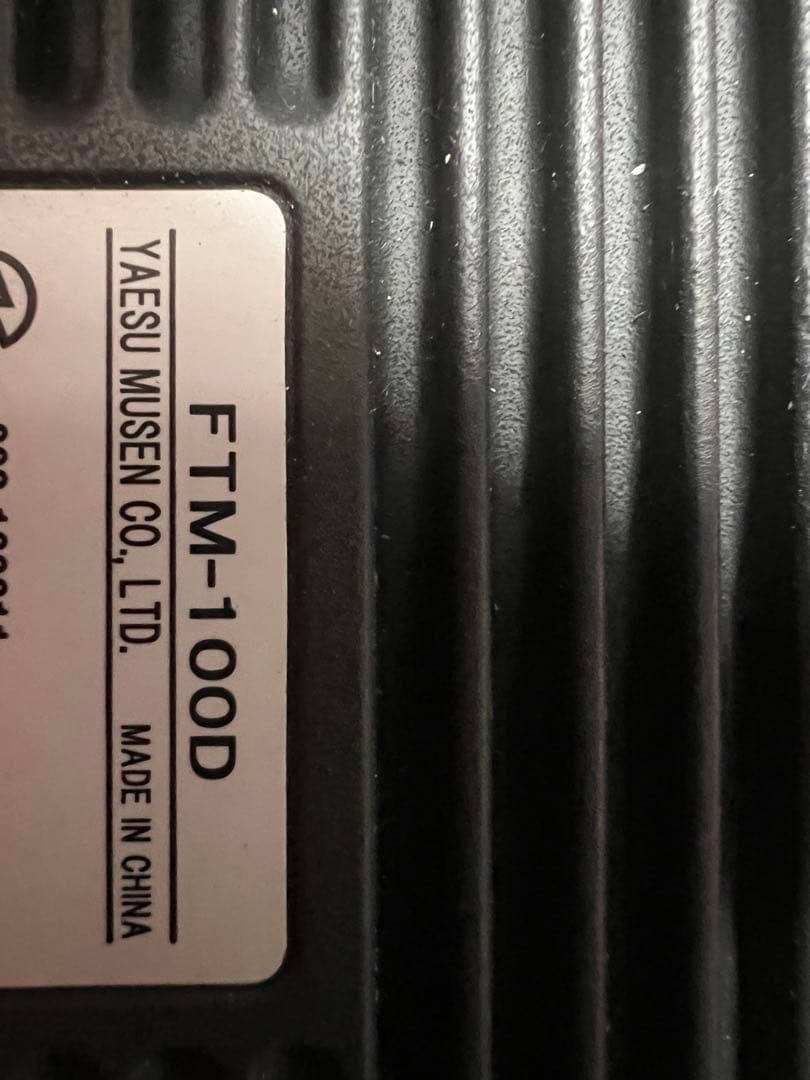 FTM-100D
YAESU MUSEN CO., LTD. MADE IN CHINA